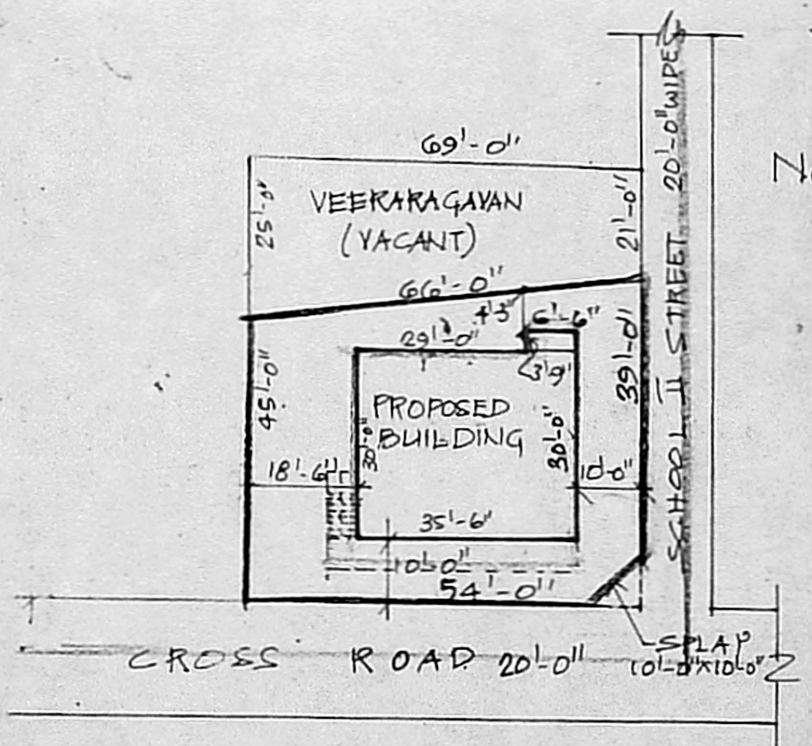 69'-0"
VEERARAGAVAN
(VACANT)
25'-0"
21'-0"
SCHOOL II STREET 20'-0" WIDE
66'-0"
4'-3"
6'-6"
29'-0"
3'-9"
45'-0"
39'-0"
PROPOSED
BUILDING
30'-0"
30'-0"
18'-6"
10'-0"
35'-6"
10'-0"
54'-0"
SPLAY
10'-0"X10'-0"
CROSS ROAD 20'-0"